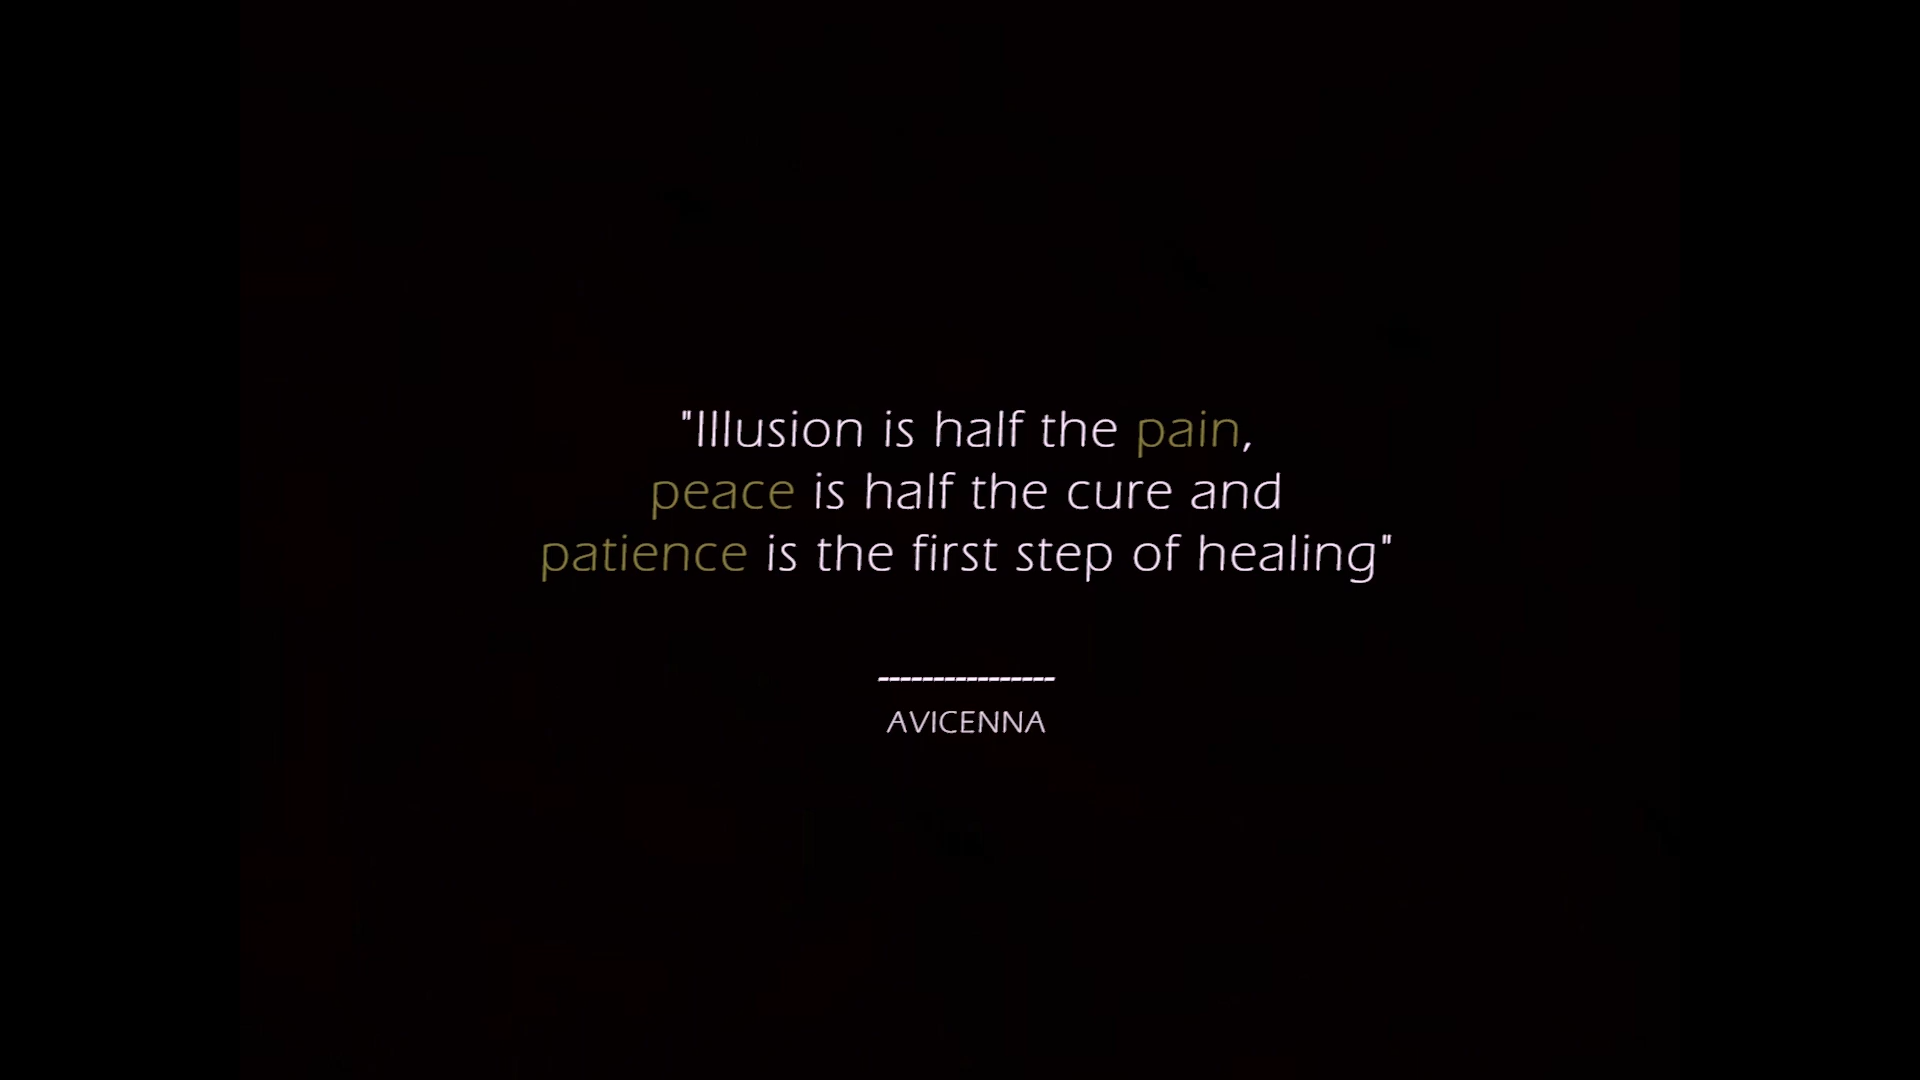 "Illusion is half the pain,
peace is half the cure and
patience is the first step of healing"
----------------
AVICENNA